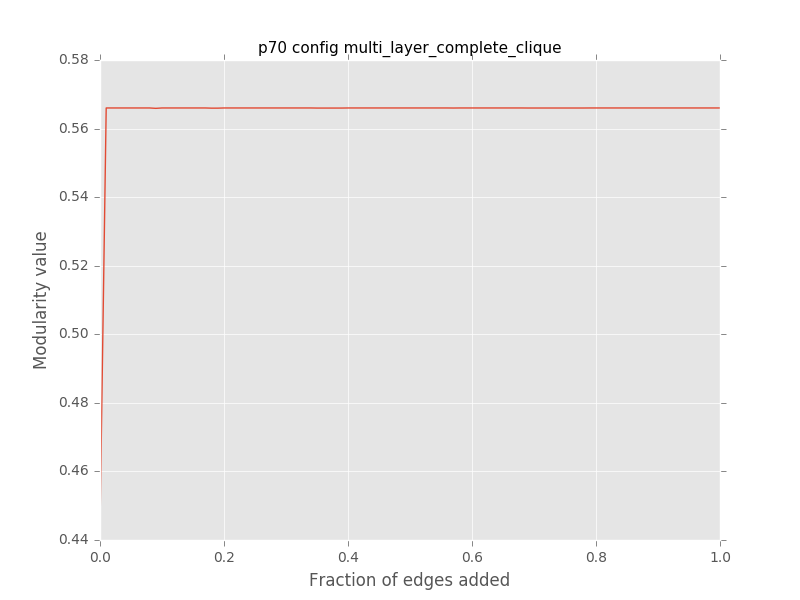 p70 config multi_layer_complete_clique
0.58
0.56
0.54
0.52
0.50
0.48
0.46
0.44
Modularity value
0.0 0.2 0.4 0.6 0.8 1.0
Fraction of edges added